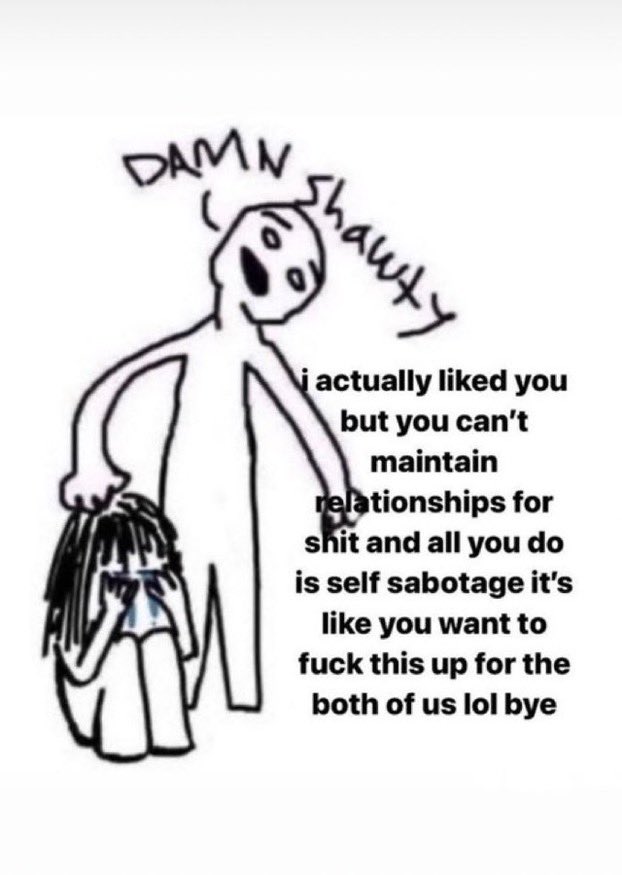 DAMN
Shawty
i actually liked you
but you can't
maintain
relationships for
shit and all you do
is self sabotage it's
like you want to
fuck this up for the
both of us lol bye